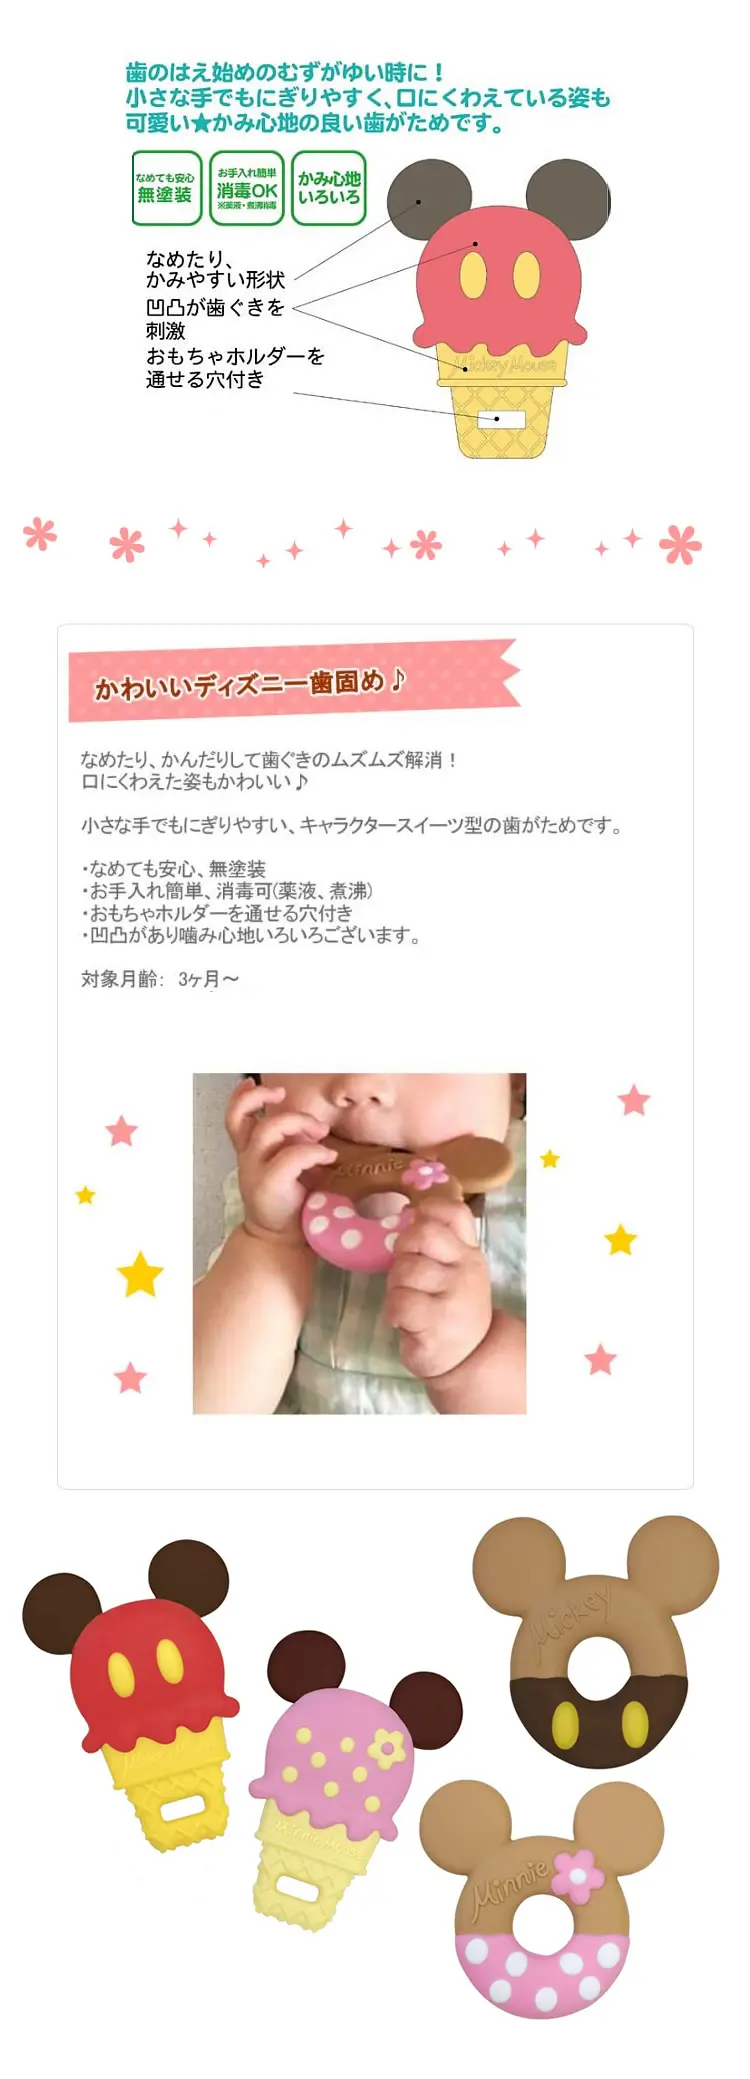 歯のはえ始めのむずがゆい時に！
小さな手でもにぎりやすく、口にくわえている姿も
可愛い★かみ心地の良い歯がためです。
なめても安心
無塗装
お手入れ簡単
消毒OK
※薬液・煮沸消毒
かみ心地
いろいろ
なめたり、
かみやすい形状
凹凸が歯ぐきを
刺激
おもちゃホルダーを
通せる穴付き
Mickey Mouse
かわいいディズニー歯固め♪
なめたり、かんだりして歯ぐきのムズムズ解消！
口にくわえた姿もかわいい♪
小さな手でもにぎりやすい、キャラクタースイーツ型の歯がためです。
・なめても安心、無塗装
・お手入れ簡単、消毒可(薬液、煮沸)
・おもちゃホルダーを通せる穴付き
・凹凸があり噛み心地いろいろございます。
対象月齢： 3ヶ月～
Minnie
Mickey
Mickey Mouse
Minnie Mouse
Minnie